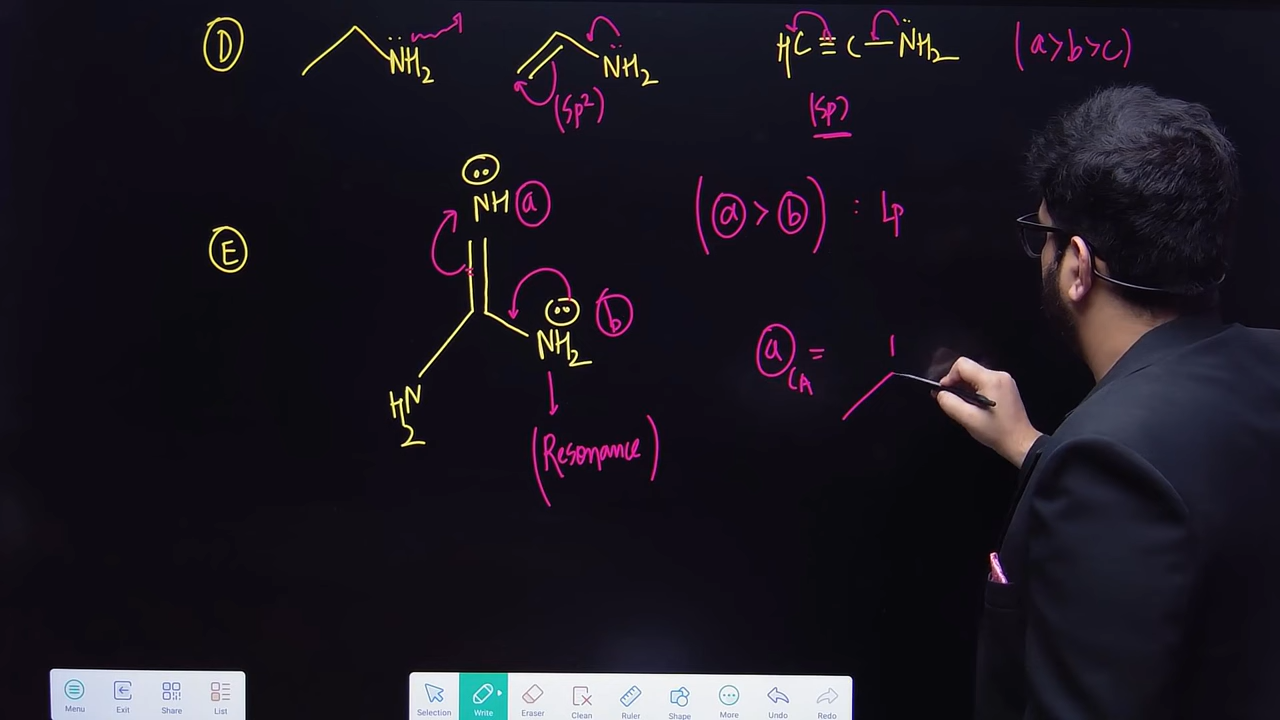 D NH2 NH2 HC≡C—NH2 (a>b>c)
(sp²) (sp)
NH a (a > b) : lp
E
NH2 b
a CA =
H2N
(Resonance)
Menu Exit Share List Selection Write Eraser Clean Ruler Shape More Undo Redo